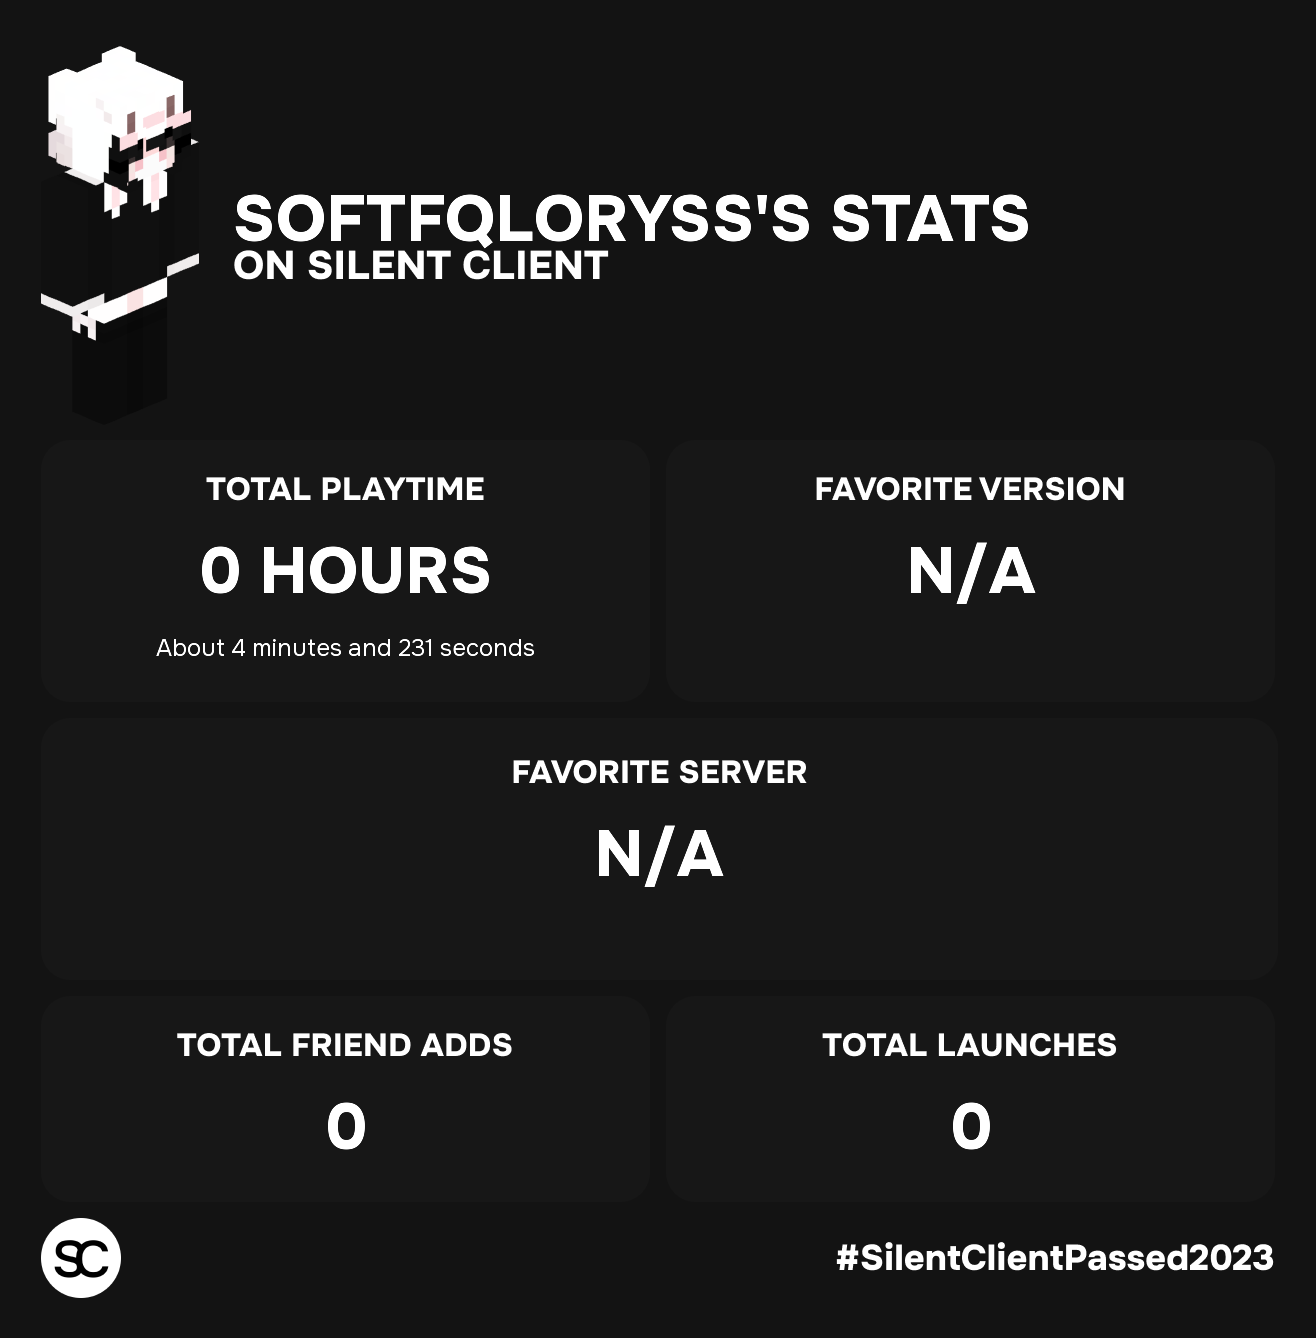 SOFTFQLORYSS'S STATS
ON SILENT CLIENT
TOTAL PLAYTIME
0 HOURS
About 4 minutes and 231 seconds
FAVORITE VERSION
N/A
FAVORITE SERVER
N/A
TOTAL FRIEND ADDS
0
TOTAL LAUNCHES
0
SC
#SilentClientPassed2023